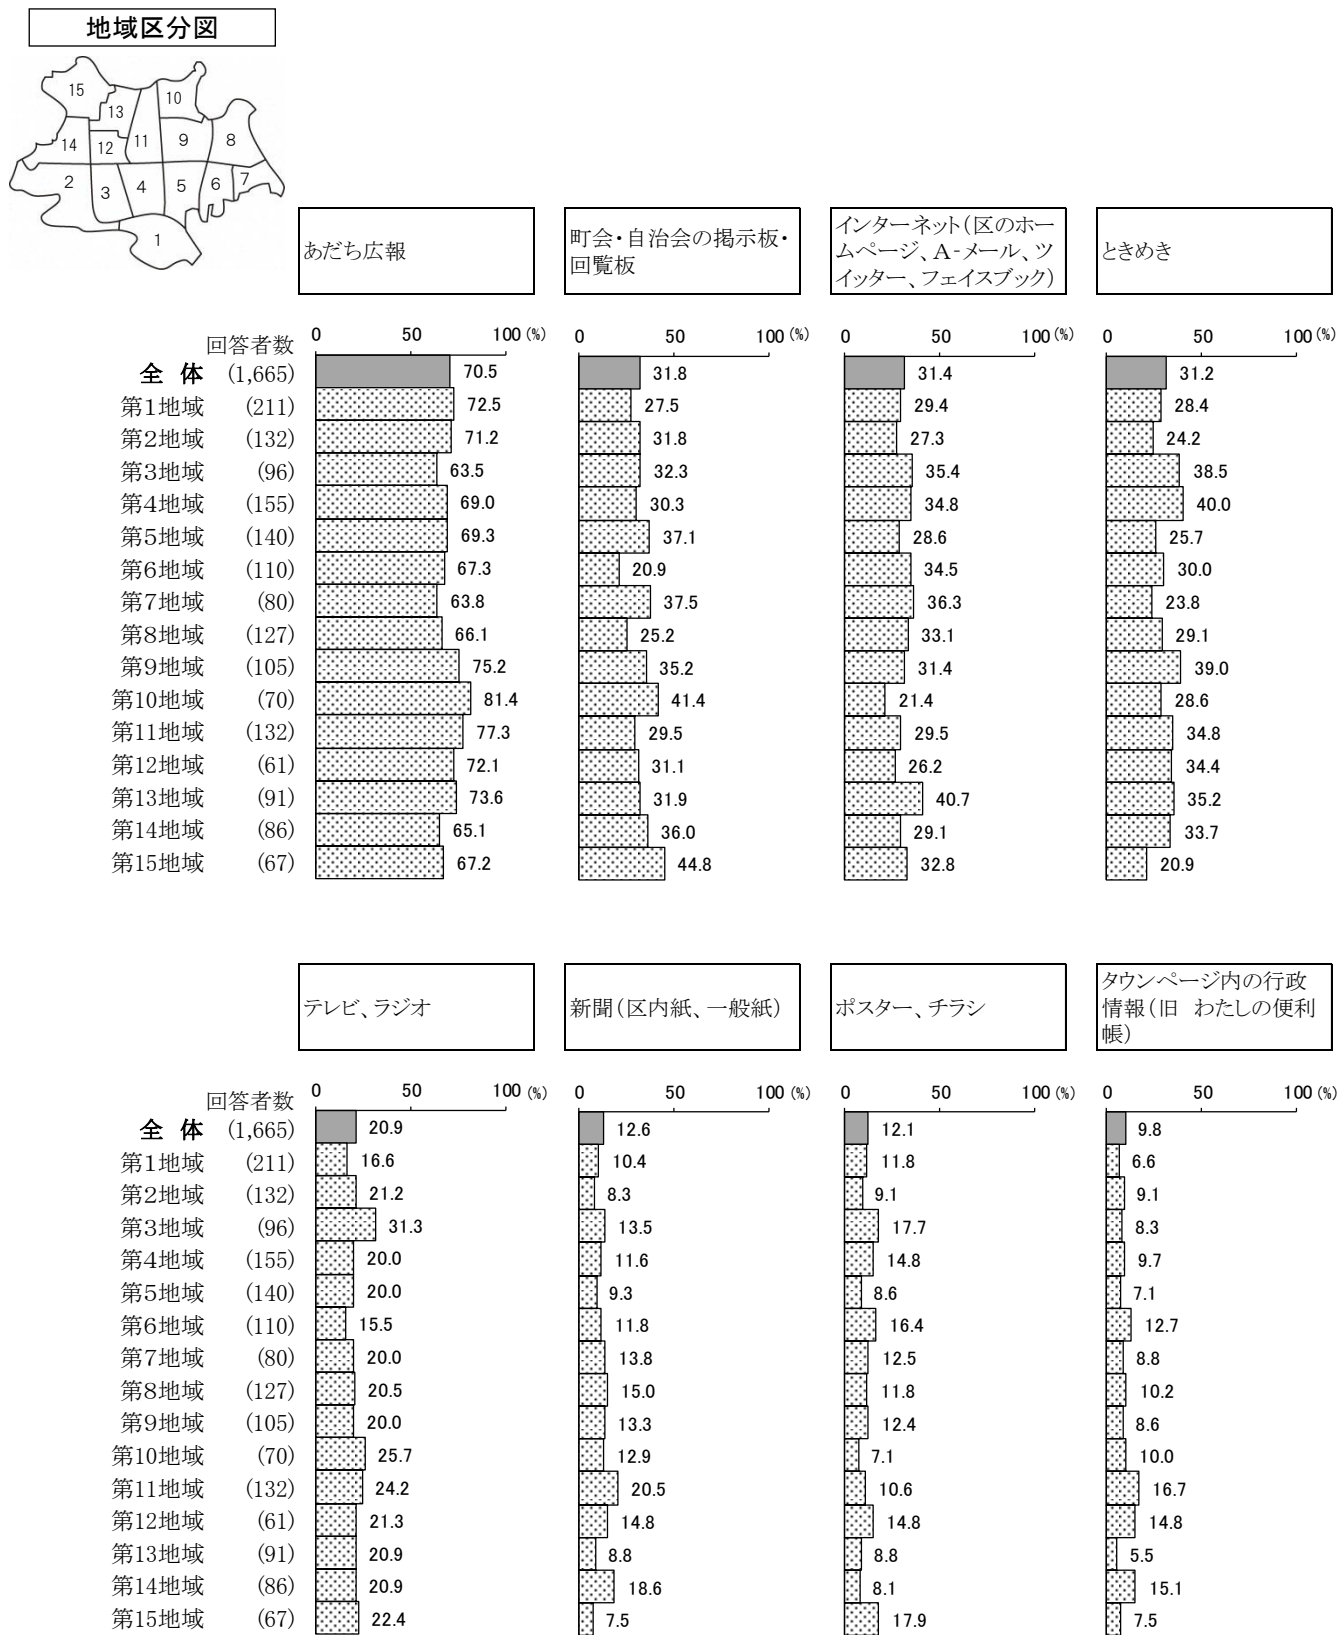 地域区分図
15
10
13
14
12
11
9
8
2
3
4
5
6
7
1
あだち広報
町会・自治会の掲示板・
回覧板
インターネット(区のホー
ムページ、A-メール、ツ
イッター、フェイスブック)
ときめき
0 50 100 (%) 0 50 100 (%) 0 50 100 (%) 0 50 100 (%)
回答者数
全 体 (1,665) 70.5 31.8 31.4 31.2
第1地域 (211) 72.5 27.5 29.4 28.4
第2地域 (132) 71.2 31.8 27.3 24.2
第3地域 (96) 63.5 32.3 35.4 38.5
第4地域 (155) 69.0 30.3 34.8 40.0
第5地域 (140) 69.3 37.1 28.6 25.7
第6地域 (110) 67.3 20.9 34.5 30.0
第7地域 (80) 63.8 37.5 36.3 23.8
第8地域 (127) 66.1 25.2 33.1 29.1
第9地域 (105) 75.2 35.2 31.4 39.0
第10地域 (70) 81.4 41.4 21.4 28.6
第11地域 (132) 77.3 29.5 29.5 34.8
第12地域 (61) 72.1 31.1 26.2 34.4
第13地域 (91) 73.6 31.9 40.7 35.2
第14地域 (86) 65.1 36.0 29.1 33.7
第15地域 (67) 67.2 44.8 32.8 20.9
テレビ、ラジオ
新聞(区内紙、一般紙)
ポスター、チラシ
タウンページ内の行政
情報(旧 わたしの便利
帳)
0 50 100 (%) 0 50 100 (%) 0 50 100 (%) 0 50 100 (%)
回答者数
全 体 (1,665) 20.9 12.6 12.1 9.8
第1地域 (211) 16.6 10.4 11.8 6.6
第2地域 (132) 21.2 8.3 9.1 9.1
第3地域 (96) 31.3 13.5 17.7 8.3
第4地域 (155) 20.0 11.6 14.8 9.7
第5地域 (140) 20.0 9.3 8.6 7.1
第6地域 (110) 15.5 11.8 16.4 12.7
第7地域 (80) 20.0 13.8 12.5 8.8
第8地域 (127) 20.5 15.0 11.8 10.2
第9地域 (105) 20.0 13.3 12.4 8.6
第10地域 (70) 25.7 12.9 7.1 10.0
第11地域 (132) 24.2 20.5 10.6 16.7
第12地域 (61) 21.3 14.8 14.8 14.8
第13地域 (91) 20.9 8.8 8.8 5.5
第14地域 (86) 20.9 18.6 8.1 15.1
第15地域 (67) 22.4 7.5 17.9 7.5